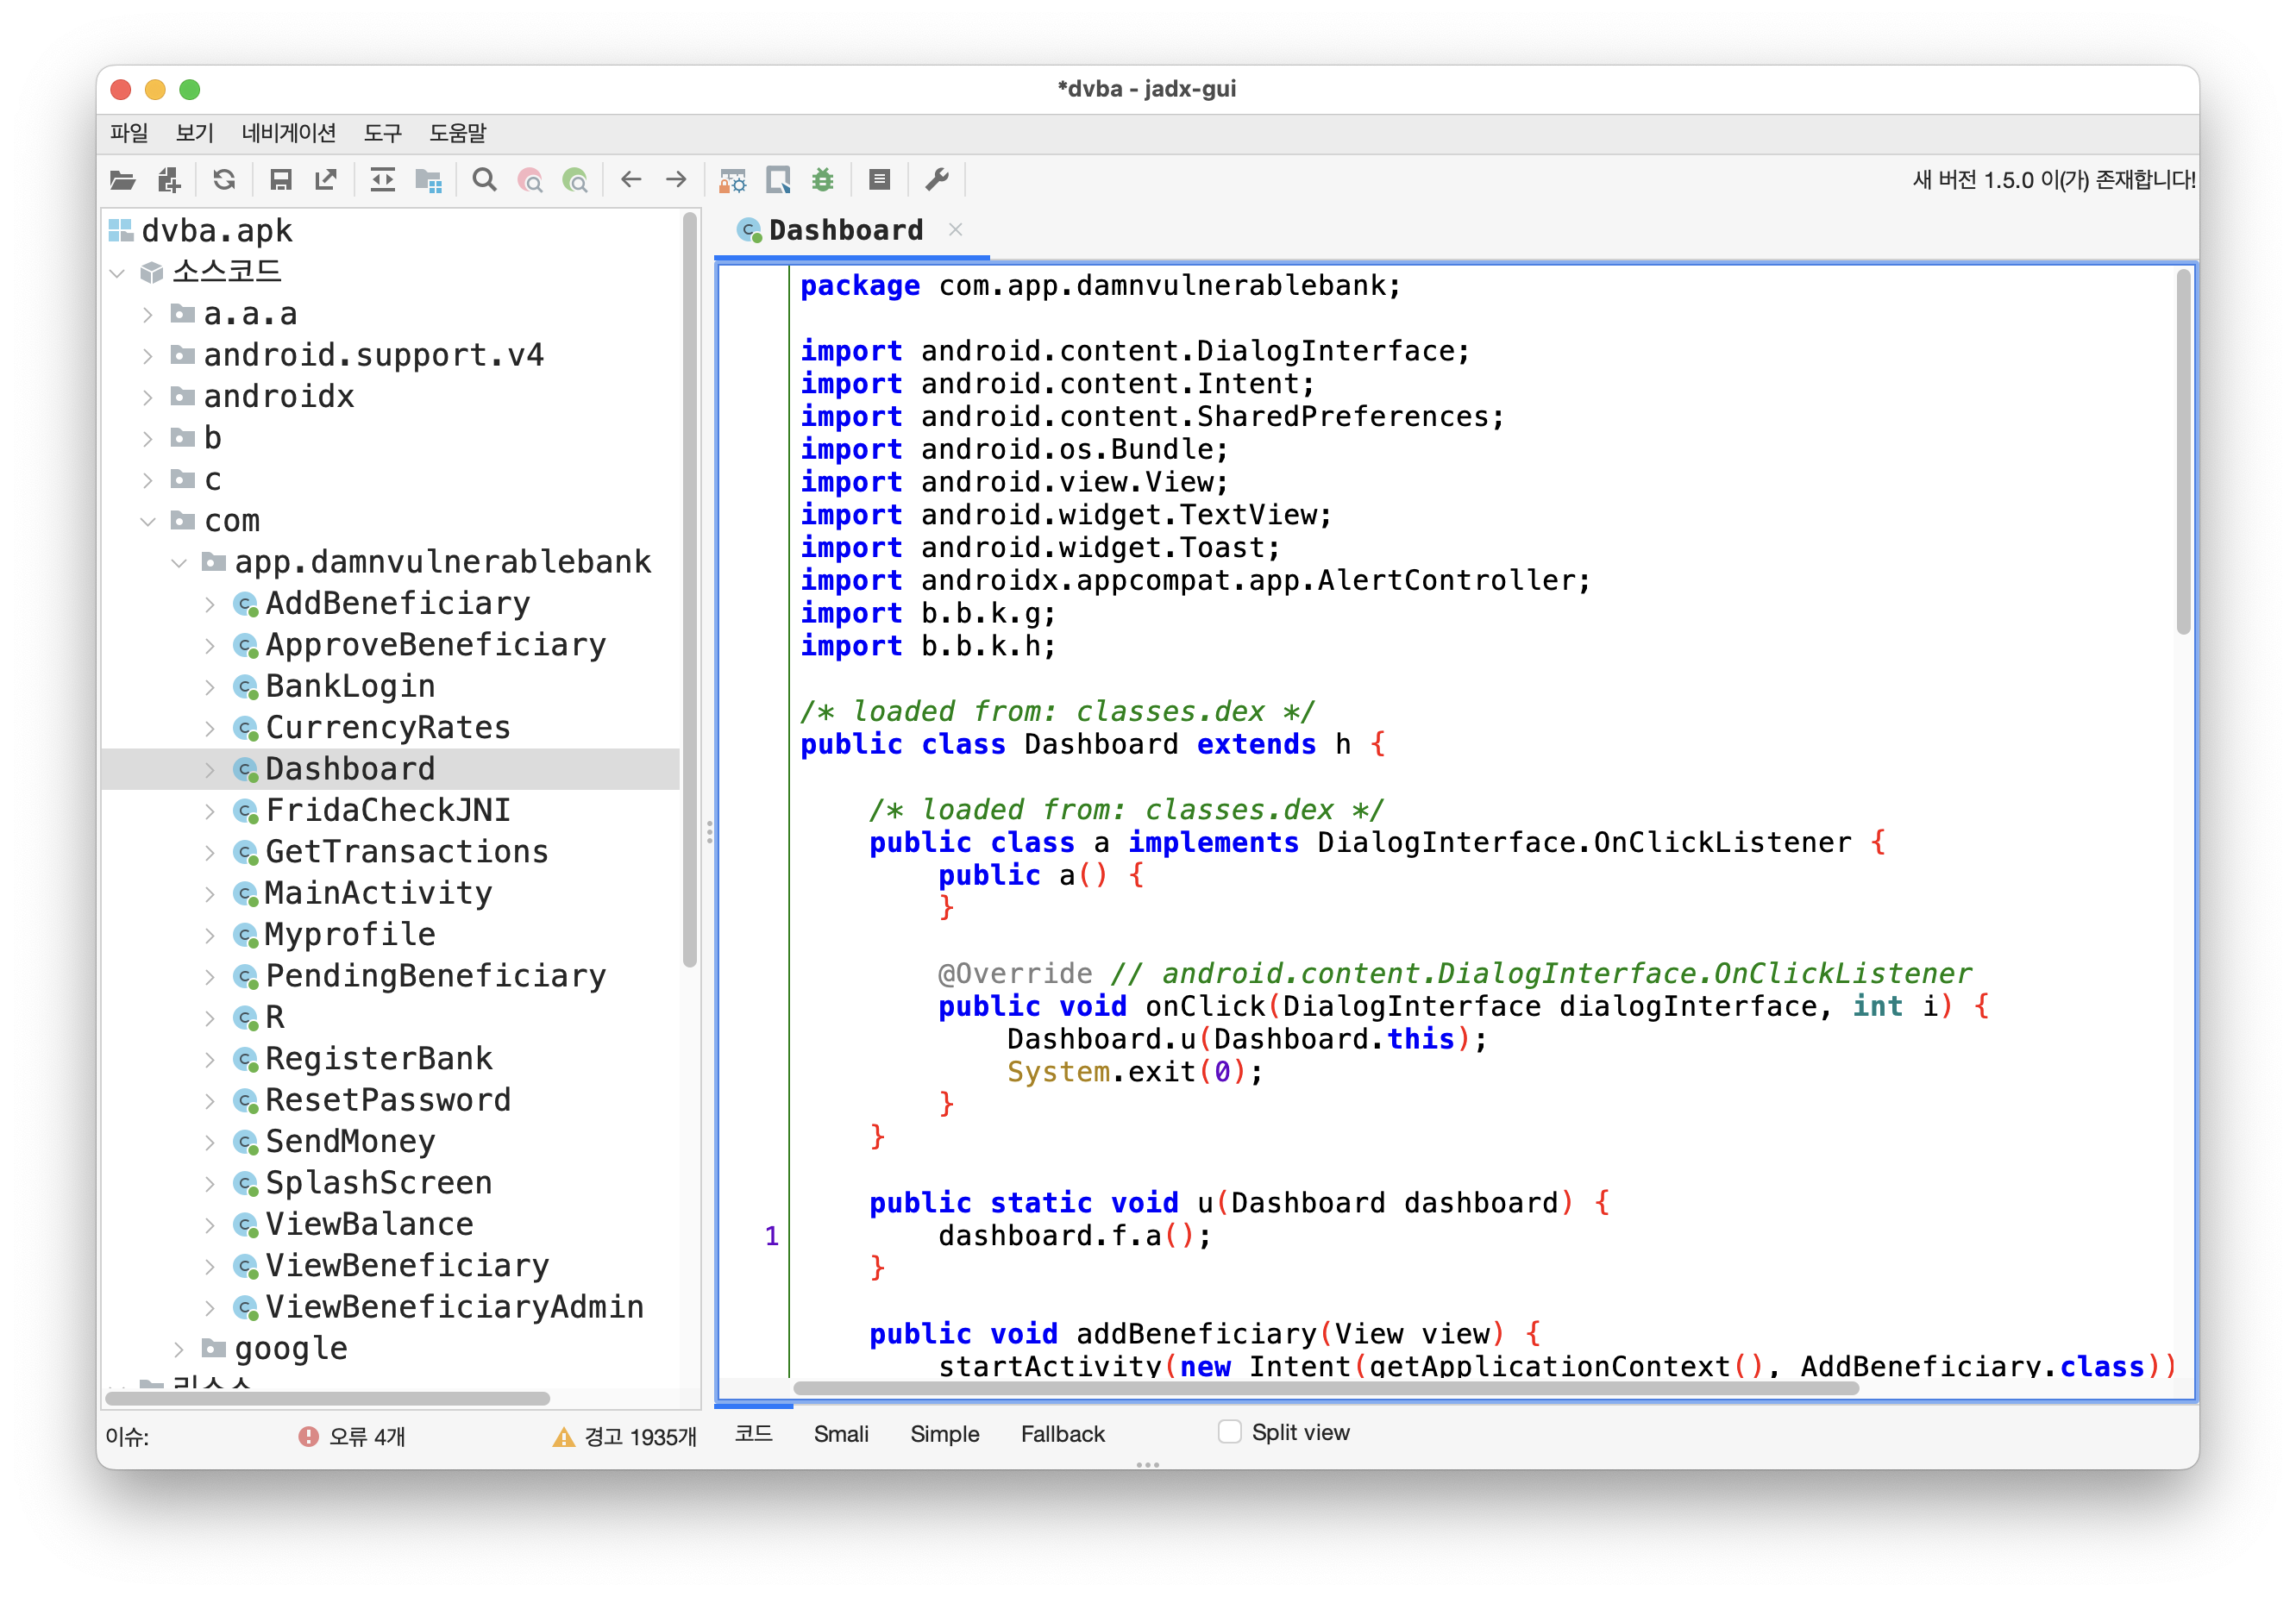 *dvba - jadx-gui
파일 보기 네비게이션 도구 도움말
새 버전 1.5.0 이(가) 존재합니다!
dvba.apk
소스코드
a.a.a
android.support.v4
androidx
b
c
com
app.damnvulnerablebank
AddBeneficiary
ApproveBeneficiary
BankLogin
CurrencyRates
Dashboard
FridaCheckJNI
GetTransactions
MainActivity
Myprofile
PendingBeneficiary
R
RegisterBank
ResetPassword
SendMoney
SplashScreen
ViewBalance
ViewBeneficiary
ViewBeneficiaryAdmin
google
리소스
이슈: 오류 4개 경고 1935개
Dashboard
package com.app.damnvulnerablebank;
import android.content.DialogInterface;
import android.content.Intent;
import android.content.SharedPreferences;
import android.os.Bundle;
import android.view.View;
import android.widget.TextView;
import android.widget.Toast;
import androidx.appcompat.app.AlertController;
import b.b.k.g;
import b.b.k.h;
/* loaded from: classes.dex */
public class Dashboard extends h {
/* loaded from: classes.dex */
public class a implements DialogInterface.OnClickListener {
public a() {
}
@Override // android.content.DialogInterface.OnClickListener
public void onClick(DialogInterface dialogInterface, int i) {
Dashboard.u(Dashboard.this);
System.exit(0);
}
}
public static void u(Dashboard dashboard) {
1 dashboard.f.a();
}
public void addBeneficiary(View view) {
startActivity(new Intent(getApplicationContext(), AddBeneficiary.class))
코드 Smali Simple Fallback Split view